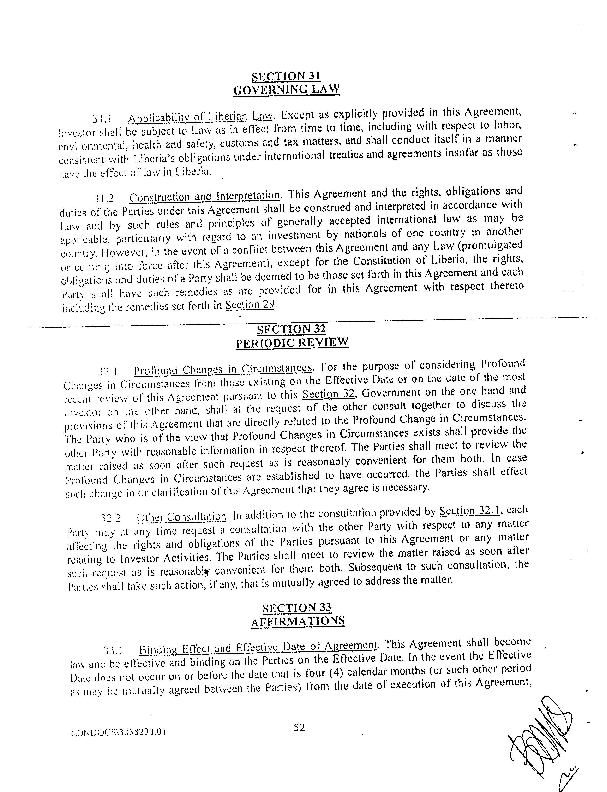 SECTION 31
GOVERNING LAW
31.1 Applicability of Liberian Law. Except as explicitly provided in this Agreement,
Investor shall be subject to Law as in effect from time to time, including with respect to labor,
environmental, health and safety, customs and tax matters, and shall conduct itself in a manner
consistent with Liberia's obligations under international treaties and agreements insofar as those
have the effect of law in Liberia.
31.2 Construction and Interpretation. This Agreement and the rights, obligations and
duties of the Parties under this Agreement shall be construed and interpreted in accordance with
Law and by such rules and principles of generally accepted international law as may be
applicable, particularly with regard to an investment by nationals of one country in another
country. However, in the event of a conflict between this Agreement and any Law (promulgated
or coming into force after this Agreement), except for the Constitution of Liberia, the rights,
obligations and duties of a Party shall be deemed to be those set forth in this Agreement and each
Party shall have such remedies as are provided for in this Agreement with respect thereto
including the remedies set forth in Section 29.
SECTION 32
PERIODIC REVIEW
32.1 Profound Changes in Circumstances. For the purpose of considering Profound
Changes in Circumstances from those existing on the Effective Date or on the date of the most
recent review of this Agreement pursuant to this Section 32, Government on the one hand and
Investor on the other hand, shall at the request of the other consult together to discuss the
provisions of this Agreement that are directly related to the Profound Change in Circumstances.
The Party who is of the view that Profound Changes in Circumstances exists shall provide the
other Party with reasonable information in respect thereof. The Parties shall meet to review the
matter raised as soon after such request as is reasonably convenient for them both. In case
Profound Changes in Circumstances are established to have occurred, the Parties shall effect
such change in or clarification of this Agreement that they agree is necessary.
32.2 Other Consultation. In addition to the consultation provided by Section 32.1, each
Party may at any time request a consultation with the other Party with respect to any matter
affecting the rights and obligations of the Parties pursuant to this Agreement or any matter
relating to Investor Activities. The Parties shall meet to review the matter raised as soon after
such request as is reasonably convenient for them both. Subsequent to such consultation, the
Parties shall take such action, if any, that is mutually agreed to address the matter.
SECTION 33
AFFIRMATIONS
33.1 Binding Effect and Effective Date of Agreement. This Agreement shall become
law and be effective and binding on the Parties on the Effective Date. In the event the Effective
Date does not occur on or before the date that is four (4) calendar months (or such other period
as may be mutually agreed between the Parties) from the date of execution of this Agreement,
52